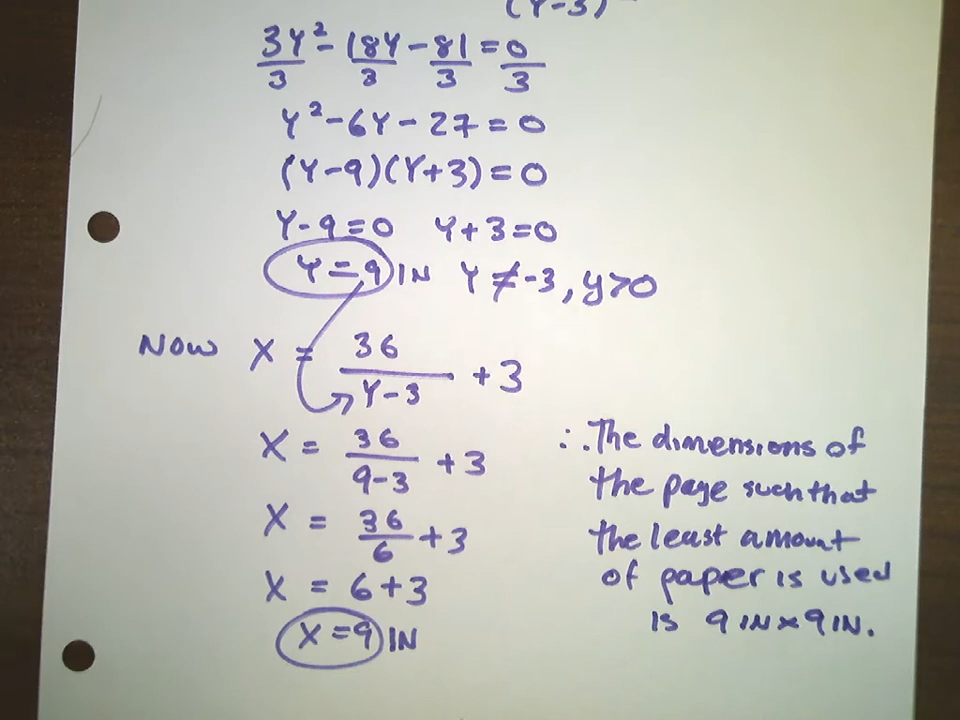 (Y-3)
3Y²/3 - 18Y/3 - 81/3 = 0/3
Y² - 6Y - 27 = 0
(Y-9)(Y+3) = 0
Y-9=0 Y+3=0
Y=9 IN Y≠-3, y>0
NOW X = 36/(Y-3) + 3
X = 36/(9-3) + 3
X = 36/6 + 3
X = 6+3
X=9 IN
∴ The dimensions of
the page such that
the least amount
of paper is used
is 9 IN x 9 IN.